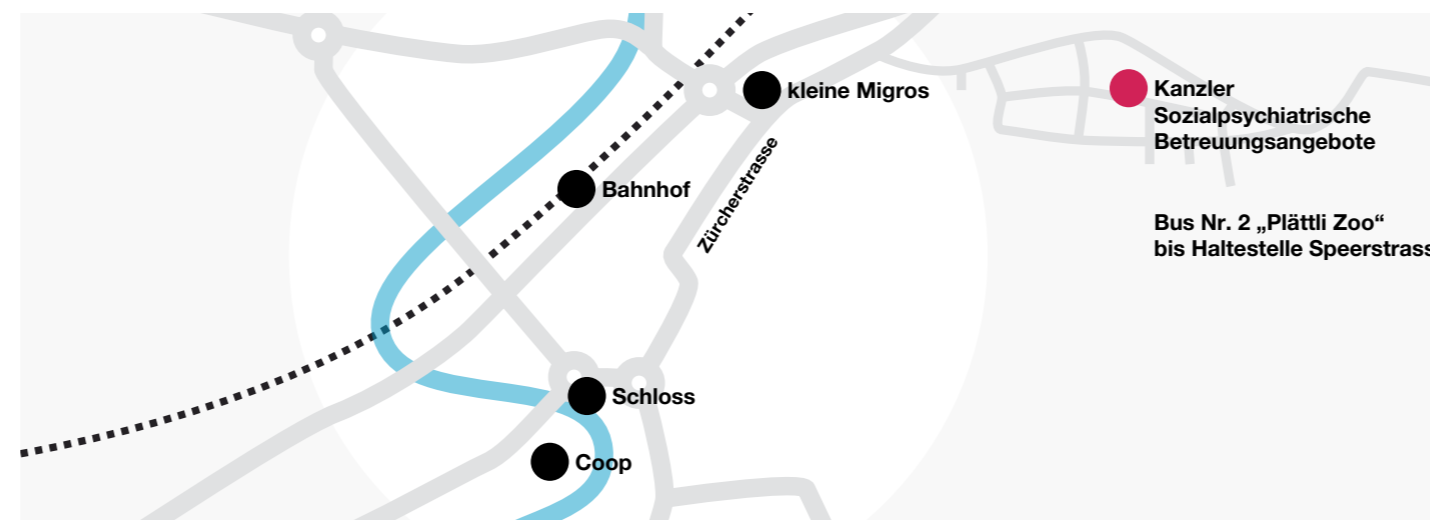 kleine Migros
Kanzler
Sozialpsychiatrische
Betreuungsangebote
Zürcherstrasse
Bahnhof
Bus Nr. 2 „Plättli Zoo“
bis Haltestelle Speerstrass
Schloss
Coop